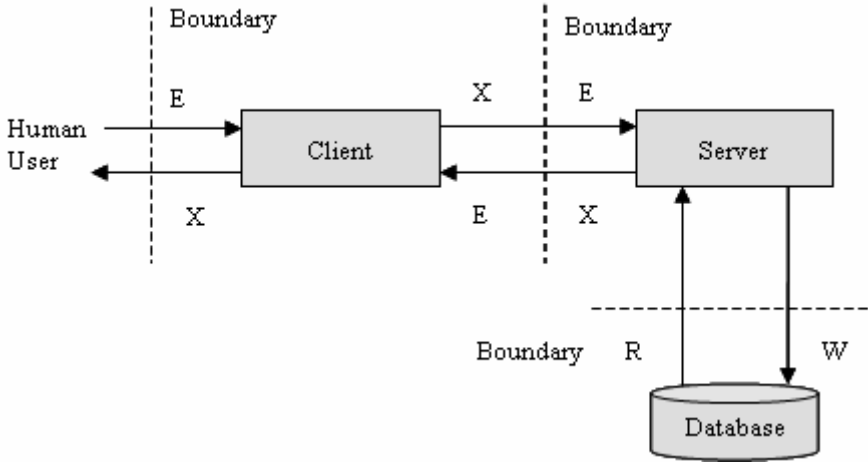 Boundary
Boundary
E
X
E
Human
User
Client
Server
X
E
X
Boundary
R
W
Database